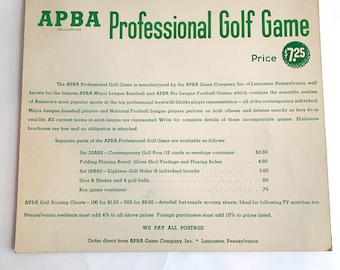 APBA Professional Golf Game
Price $7.25
The APBA Professional Golf Game is manufactured by the APBA Game Company, Inc. of Lancaster, Pennsylvania, well
known for the famous APBA Major League Baseball and APBA Pro League Football Games, which combine the scientific realism
of America's most popular sports at the top professional level with lifelike player representation — all of the contemporary individual
Major League baseball players and National Football League players perform on both offense and defense exactly as they do in
real life. All current teams in each league are represented. Write for complete details of these incomparable games. Elaborate
brochures are free and no obligation is attached.
Separate parts of the APBA Professional Golf Game are available as follows:
Contemporary Golf Pros (32 cards in envelope container) $2.00
Folding Playing Board (Gives Shot Yardage and Playing Rules) 4.00
Eighteen Golf Holes (9 individual boards) 3.00
Dice & Shaker and 4 golf balls .50
Box (game container) .75
APBA Golf Scoring Charts — 100 for $1.50 — 500 for $6.00 — detailed but simple scoring sheets. Ideal for following TV matches, too.
Pennsylvania residents must add 4% to all above prices. Foreign purchasers must add 10% to prices listed.
WE PAY ALL POSTAGE
Order direct from APBA Game Company, Inc. • Lancaster, Pennsylvania